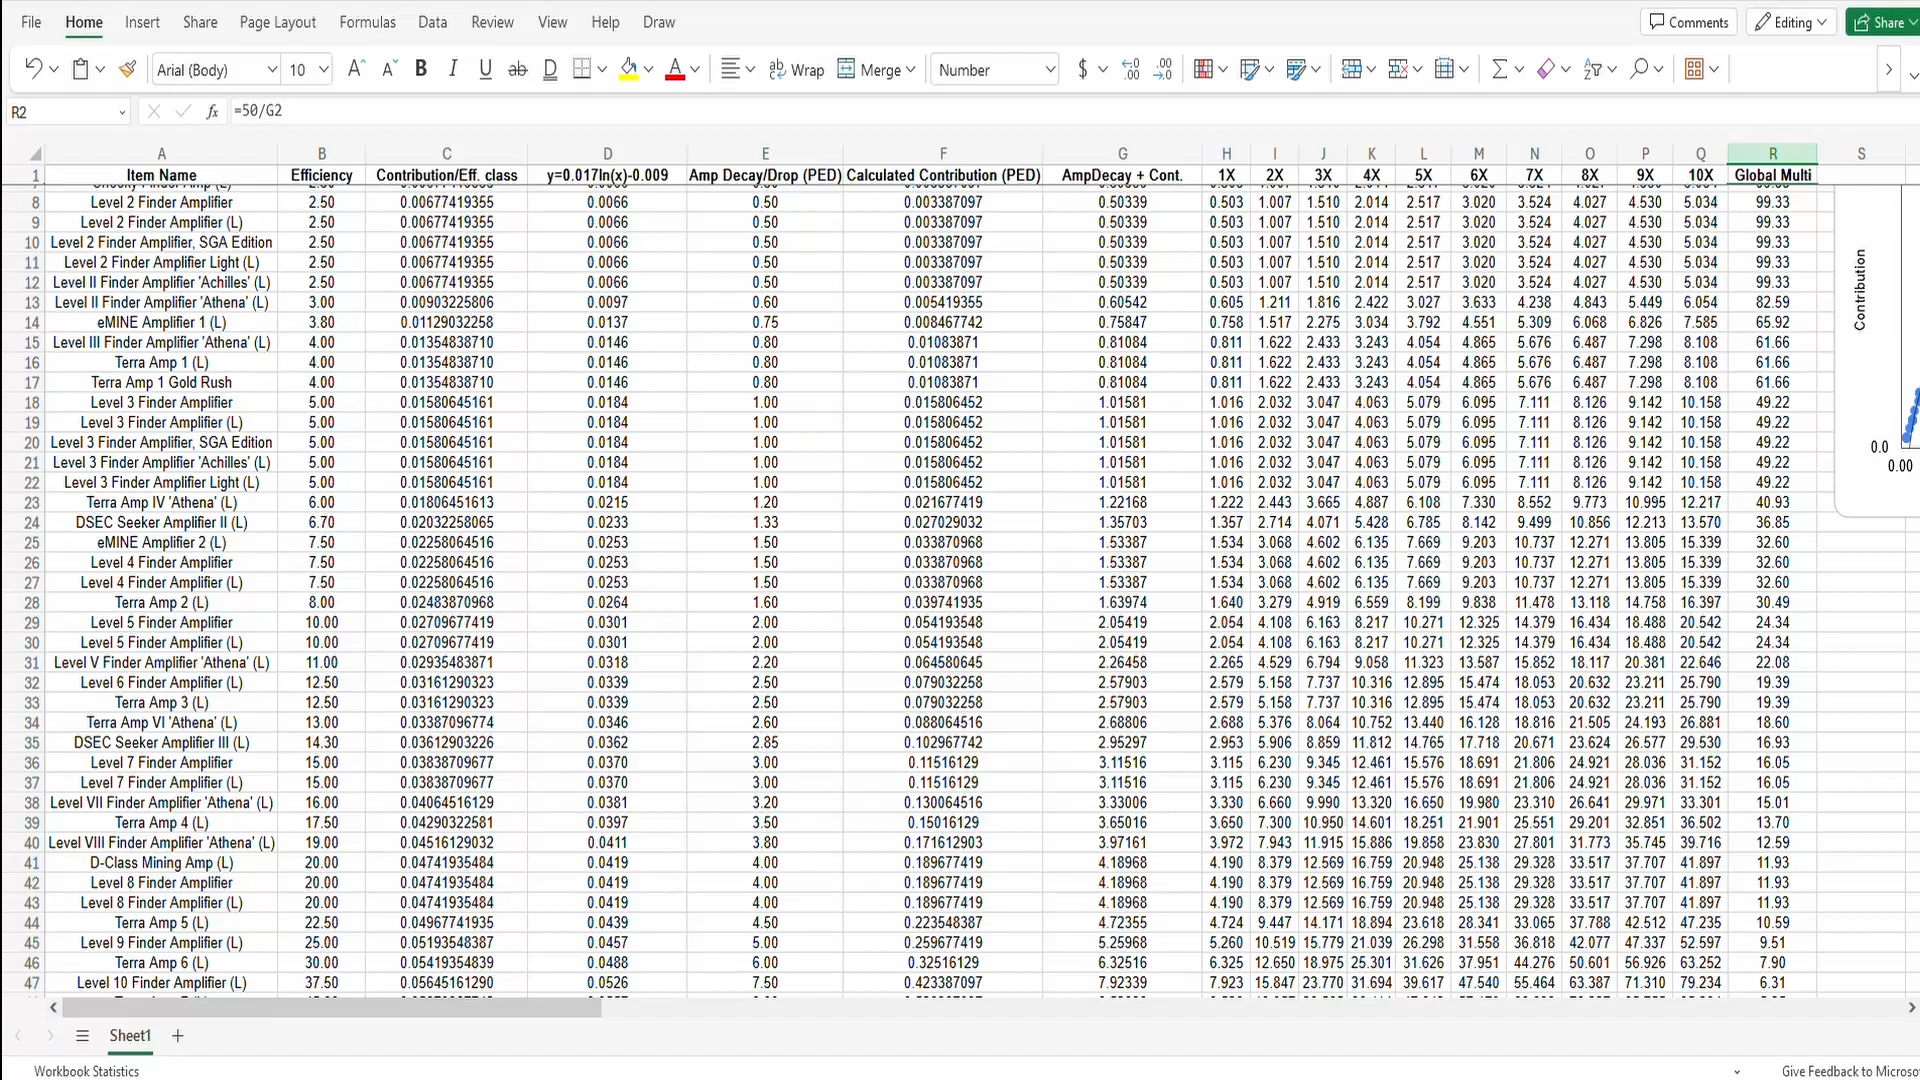 File Home Insert Share Page Layout Formulas Data Review View Help Draw Comments Editing Share
Arial (Body) 10 A A B I U ab D A ab Wrap Merge Number $ .00 .00
R2 fx =50/G2
A B C D E F G H I J K L M N O P Q R S
1 Item Name Efficiency Contribution/Eff. class y=0.017ln(x)-0.009 Amp Decay/Drop (PED) Calculated Contribution (PED) AmpDecay + Cont. 1X 2X 3X 4X 5X 6X 7X 8X 9X 10X Global Multi
8 Level 2 Finder Amplifier 2.50 0.00677419355 0.0066 0.50 0.003387097 0.50339 0.503 1.007 1.510 2.014 2.517 3.020 3.524 4.027 4.530 5.034 99.33
9 Level 2 Finder Amplifier (L) 2.50 0.00677419355 0.0066 0.50 0.003387097 0.50339 0.503 1.007 1.510 2.014 2.517 3.020 3.524 4.027 4.530 5.034 99.33
10 Level 2 Finder Amplifier, SGA Edition 2.50 0.00677419355 0.0066 0.50 0.003387097 0.50339 0.503 1.007 1.510 2.014 2.517 3.020 3.524 4.027 4.530 5.034 99.33
11 Level 2 Finder Amplifier Light (L) 2.50 0.00677419355 0.0066 0.50 0.003387097 0.50339 0.503 1.007 1.510 2.014 2.517 3.020 3.524 4.027 4.530 5.034 99.33
12 Level II Finder Amplifier 'Achilles' (L) 2.50 0.00677419355 0.0066 0.50 0.003387097 0.50339 0.503 1.007 1.510 2.014 2.517 3.020 3.524 4.027 4.530 5.034 99.33
13 Level II Finder Amplifier 'Athena' (L) 3.00 0.00903225806 0.0097 0.60 0.005419355 0.60542 0.605 1.211 1.816 2.422 3.027 3.633 4.238 4.843 5.449 6.054 82.59
14 eMINE Amplifier 1 (L) 3.80 0.01129032258 0.0137 0.75 0.008467742 0.75847 0.758 1.517 2.275 3.034 3.792 4.551 5.309 6.068 6.826 7.585 65.92
15 Level III Finder Amplifier 'Athena' (L) 4.00 0.01354838710 0.0146 0.80 0.01083871 0.81084 0.811 1.622 2.433 3.243 4.054 4.865 5.676 6.487 7.298 8.108 61.66
16 Terra Amp 1 (L) 4.00 0.01354838710 0.0146 0.80 0.01083871 0.81084 0.811 1.622 2.433 3.243 4.054 4.865 5.676 6.487 7.298 8.108 61.66
17 Terra Amp 1 Gold Rush 4.00 0.01354838710 0.0146 0.80 0.01083871 0.81084 0.811 1.622 2.433 3.243 4.054 4.865 5.676 6.487 7.298 8.108 61.66
18 Level 3 Finder Amplifier 5.00 0.01580645161 0.0184 1.00 0.015806452 1.01581 1.016 2.032 3.047 4.063 5.079 6.095 7.111 8.126 9.142 10.158 49.22
19 Level 3 Finder Amplifier (L) 5.00 0.01580645161 0.0184 1.00 0.015806452 1.01581 1.016 2.032 3.047 4.063 5.079 6.095 7.111 8.126 9.142 10.158 49.22
20 Level 3 Finder Amplifier, SGA Edition 5.00 0.01580645161 0.0184 1.00 0.015806452 1.01581 1.016 2.032 3.047 4.063 5.079 6.095 7.111 8.126 9.142 10.158 49.22
21 Level 3 Finder Amplifier 'Achilles' (L) 5.00 0.01580645161 0.0184 1.00 0.015806452 1.01581 1.016 2.032 3.047 4.063 5.079 6.095 7.111 8.126 9.142 10.158 49.22
22 Level 3 Finder Amplifier Light (L) 5.00 0.01580645161 0.0184 1.00 0.015806452 1.01581 1.016 2.032 3.047 4.063 5.079 6.095 7.111 8.126 9.142 10.158 49.22
23 Terra Amp IV 'Athena' (L) 6.00 0.01806451613 0.0215 1.20 0.021677419 1.22168 1.222 2.443 3.665 4.887 6.108 7.330 8.552 9.773 10.995 12.217 40.93
24 DSEC Seeker Amplifier II (L) 6.70 0.02032258065 0.0233 1.33 0.027029032 1.35703 1.357 2.714 4.071 5.428 6.785 8.142 9.499 10.856 12.213 13.570 36.85
25 eMINE Amplifier 2 (L) 7.50 0.02258064516 0.0253 1.50 0.033870968 1.53387 1.534 3.068 4.602 6.135 7.669 9.203 10.737 12.271 13.805 15.339 32.60
26 Level 4 Finder Amplifier 7.50 0.02258064516 0.0253 1.50 0.033870968 1.53387 1.534 3.068 4.602 6.135 7.669 9.203 10.737 12.271 13.805 15.339 32.60
27 Level 4 Finder Amplifier (L) 7.50 0.02258064516 0.0253 1.50 0.033870968 1.53387 1.534 3.068 4.602 6.135 7.669 9.203 10.737 12.271 13.805 15.339 32.60
28 Terra Amp 2 (L) 8.00 0.02483870968 0.0264 1.60 0.039741935 1.63974 1.640 3.279 4.919 6.559 8.199 9.838 11.478 13.118 14.758 16.397 30.49
29 Level 5 Finder Amplifier 10.00 0.02709677419 0.0301 2.00 0.054193548 2.05419 2.054 4.108 6.163 8.217 10.271 12.325 14.379 16.434 18.488 20.542 24.34
30 Level 5 Finder Amplifier (L) 10.00 0.02709677419 0.0301 2.00 0.054193548 2.05419 2.054 4.108 6.163 8.217 10.271 12.325 14.379 16.434 18.488 20.542 24.34
31 Level V Finder Amplifier 'Athena' (L) 11.00 0.02935483871 0.0318 2.20 0.064580645 2.26458 2.265 4.529 6.794 9.058 11.323 13.587 15.852 18.117 20.381 22.646 22.08
32 Level 6 Finder Amplifier (L) 12.50 0.03161290323 0.0339 2.50 0.079032258 2.57903 2.579 5.158 7.737 10.316 12.895 15.474 18.053 20.632 23.211 25.790 19.39
33 Terra Amp 3 (L) 12.50 0.03161290323 0.0339 2.50 0.079032258 2.57903 2.579 5.158 7.737 10.316 12.895 15.474 18.053 20.632 23.211 25.790 19.39
34 Terra Amp VI 'Athena' (L) 13.00 0.03387096774 0.0346 2.60 0.088064516 2.68806 2.688 5.376 8.064 10.752 13.440 16.128 18.816 21.505 24.193 26.881 18.60
35 DSEC Seeker Amplifier III (L) 14.30 0.03612903226 0.0362 2.85 0.102967742 2.95297 2.953 5.906 8.859 11.812 14.765 17.718 20.671 23.624 26.577 29.530 16.93
36 Level 7 Finder Amplifier 15.00 0.03838709677 0.0370 3.00 0.11516129 3.11516 3.115 6.230 9.345 12.461 15.576 18.691 21.806 24.921 28.036 31.152 16.05
37 Level 7 Finder Amplifier (L) 15.00 0.03838709677 0.0370 3.00 0.11516129 3.11516 3.115 6.230 9.345 12.461 15.576 18.691 21.806 24.921 28.036 31.152 16.05
38 Level VII Finder Amplifier 'Athena' (L) 16.00 0.04064516129 0.0381 3.20 0.130064516 3.33006 3.330 6.660 9.990 13.320 16.650 19.980 23.310 26.641 29.971 33.301 15.01
39 Terra Amp 4 (L) 17.50 0.04290322581 0.0397 3.50 0.15016129 3.65016 3.650 7.300 10.950 14.601 18.251 21.901 25.551 29.201 32.851 36.502 13.70
40 Level VIII Finder Amplifier 'Athena' (L) 19.00 0.04516129032 0.0411 3.80 0.171612903 3.97161 3.972 7.943 11.915 15.886 19.858 23.830 27.801 31.773 35.745 39.716 12.59
41 D-Class Mining Amp (L) 20.00 0.04741935484 0.0419 4.00 0.189677419 4.18968 4.190 8.379 12.569 16.759 20.948 25.138 29.328 33.517 37.707 41.897 11.93
42 Level 8 Finder Amplifier 20.00 0.04741935484 0.0419 4.00 0.189677419 4.18968 4.190 8.379 12.569 16.759 20.948 25.138 29.328 33.517 37.707 41.897 11.93
43 Level 8 Finder Amplifier (L) 20.00 0.04741935484 0.0419 4.00 0.189677419 4.18968 4.190 8.379 12.569 16.759 20.948 25.138 29.328 33.517 37.707 41.897 11.93
44 Terra Amp 5 (L) 22.50 0.04967741935 0.0439 4.50 0.223548387 4.72355 4.724 9.447 14.171 18.894 23.618 28.341 33.065 37.788 42.512 47.235 10.59
45 Level 9 Finder Amplifier (L) 25.00 0.05193548387 0.0457 5.00 0.259677419 5.25968 5.260 10.519 15.779 21.039 26.298 31.558 36.818 42.077 47.337 52.597 9.51
46 Terra Amp 6 (L) 30.00 0.05419354839 0.0488 6.00 0.32516129 6.32516 6.325 12.650 18.975 25.301 31.626 37.951 44.276 50.601 56.926 63.252 7.90
47 Level 10 Finder Amplifier (L) 37.50 0.05645161290 0.0526 7.50 0.423387097 7.92339 7.923 15.847 23.770 31.694 39.617 47.540 55.464 63.387 71.310 79.234 6.31
Contribution
0.0
0.00
Sheet1
Workbook Statistics Give Feedback to Microso